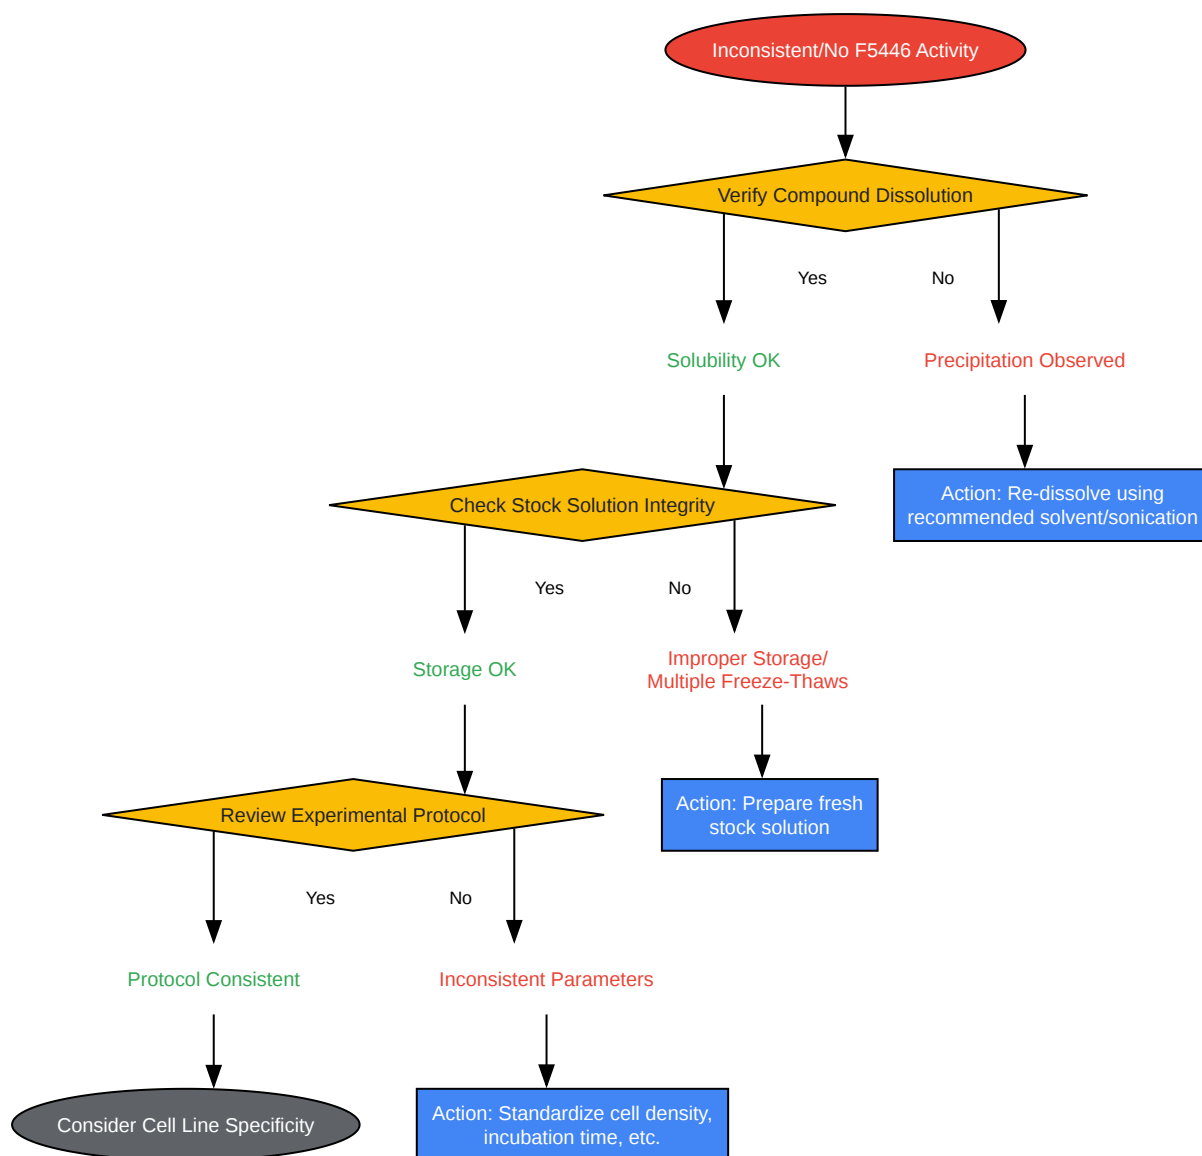 Inconsistent/No F5446 Activity
Verify Compound Dissolution
Yes
No
Solubility OK
Precipitation Observed
Check Stock Solution Integrity
Action: Re-dissolve using
recommended solvent/sonication
Yes
No
Storage OK
Improper Storage/
Multiple Freeze-Thaws
Review Experimental Protocol
Action: Prepare fresh
stock solution
Yes
No
Protocol Consistent
Inconsistent Parameters
Consider Cell Line Specificity
Action: Standardize cell density,
incubation time, etc.